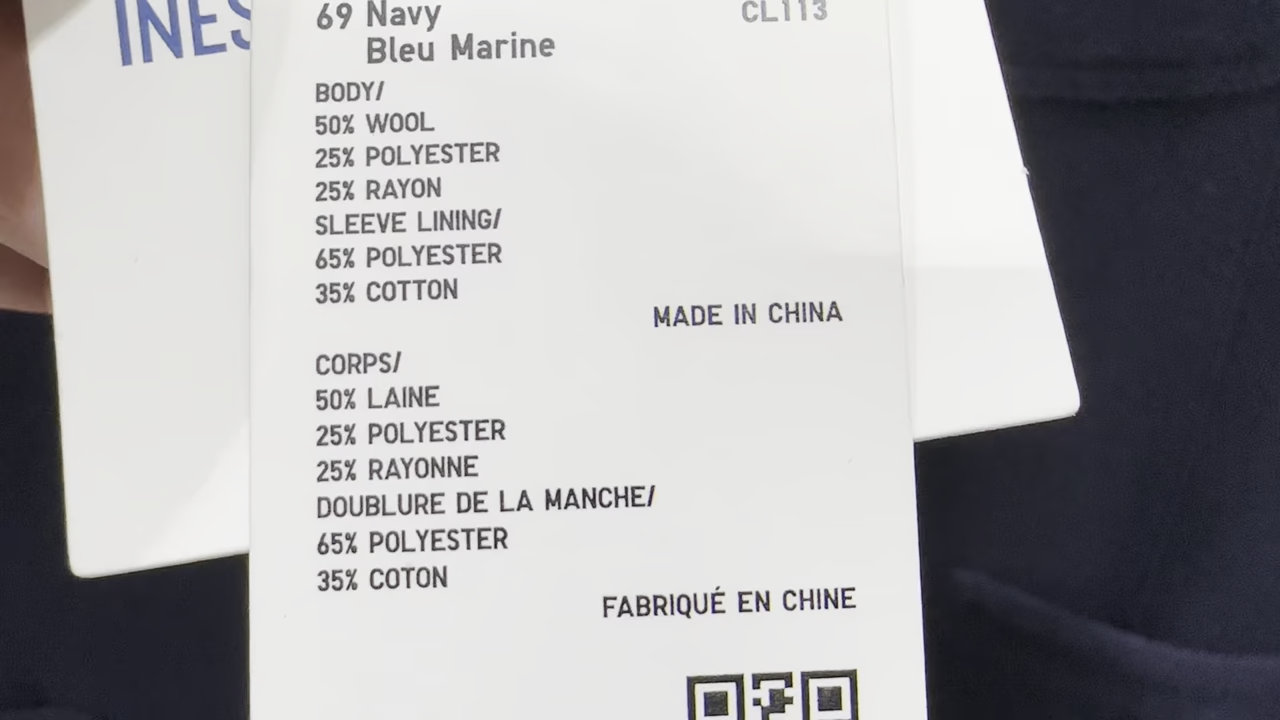 INES
69 Navy
CL113
Bleu Marine
BODY/
50% WOOL
25% POLYESTER
25% RAYON
SLEEVE LINING/
65% POLYESTER
35% COTTON
MADE IN CHINA
CORPS/
50% LAINE
25% POLYESTER
25% RAYONNE
DOUBLURE DE LA MANCHE/
65% POLYESTER
35% COTON
FABRIQUÉ EN CHINE